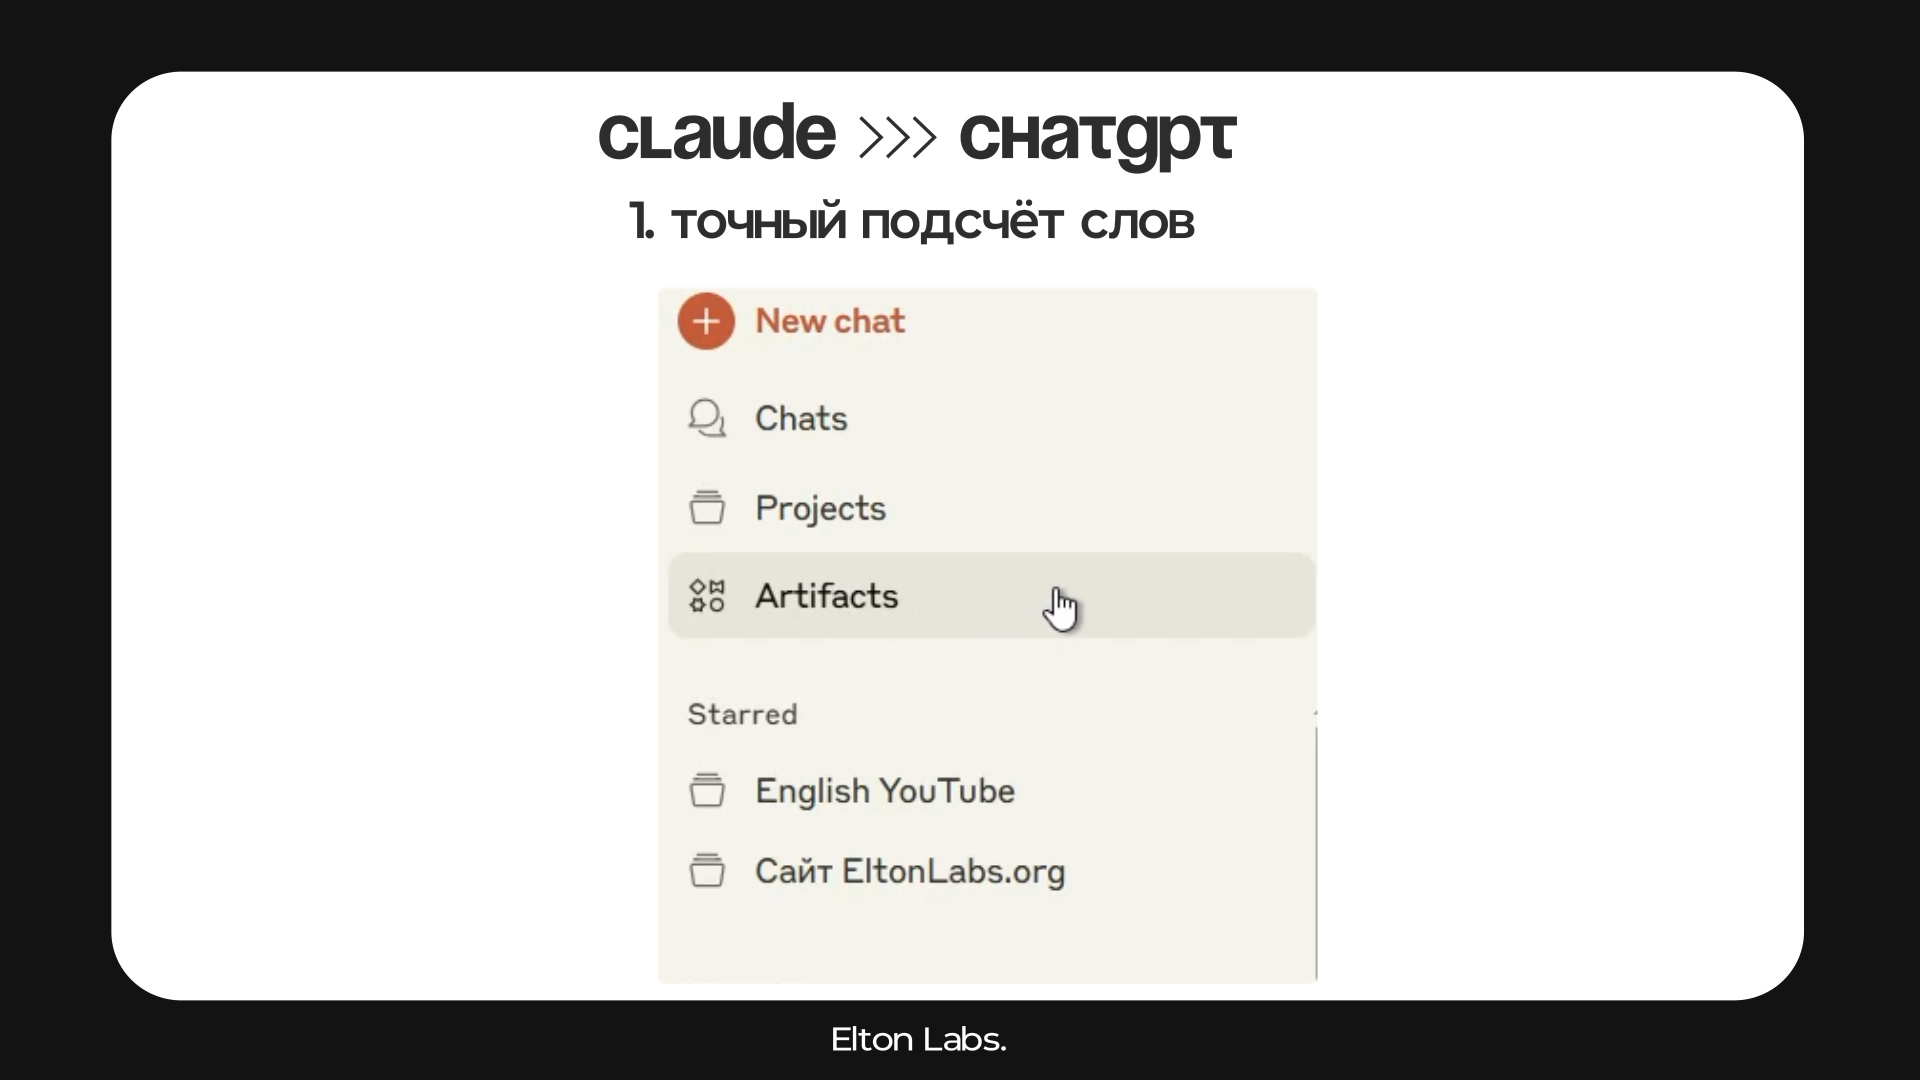 claude >>> chatgpt
1. точный подсчёт слов
New chat
Chats
Projects
Artifacts
Starred
English YouTube
Сайт EltonLabs.org
Elton Labs.